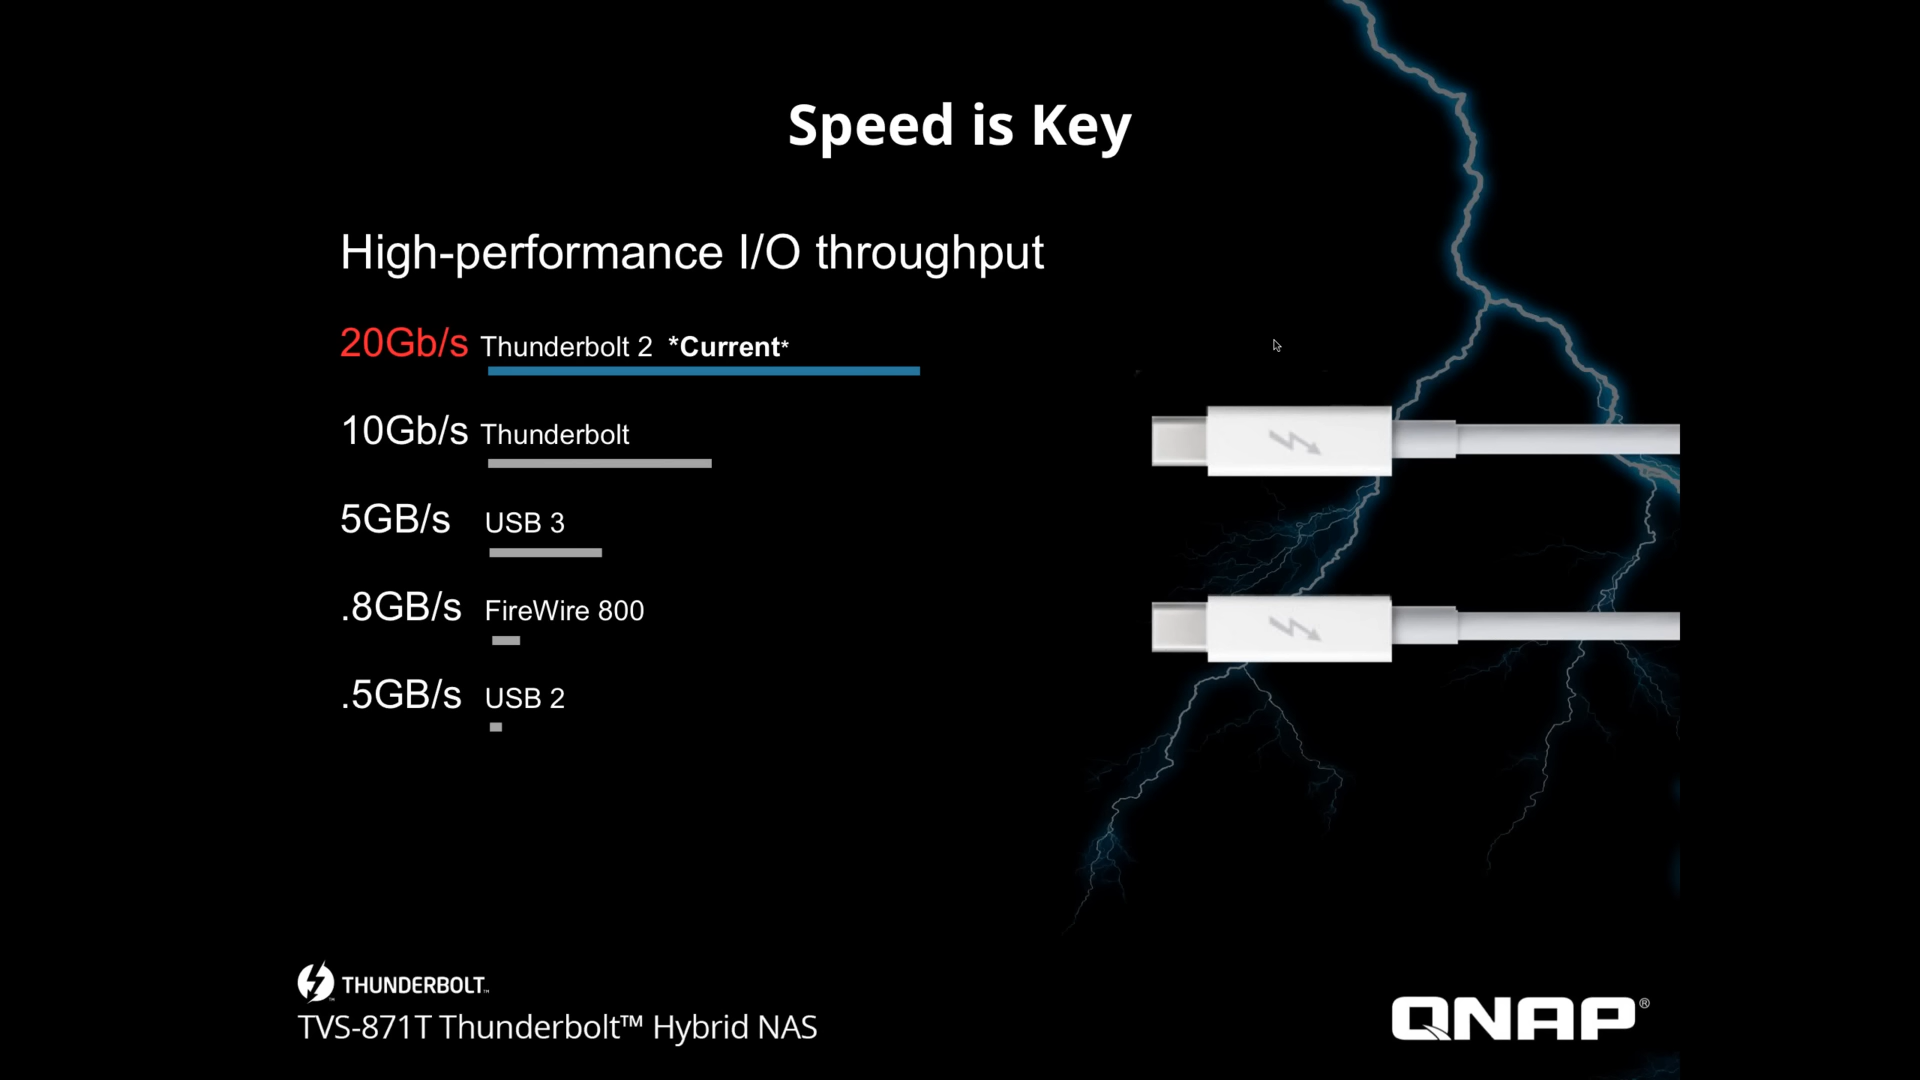 Speed is Key
High-performance I/O throughput
20Gb/s Thunderbolt 2 *Current*
10Gb/s Thunderbolt
5GB/s USB 3
.8GB/s FireWire 800
.5GB/s USB 2
THUNDERBOLT™
TVS-871T Thunderbolt™ Hybrid NAS
QNAP®